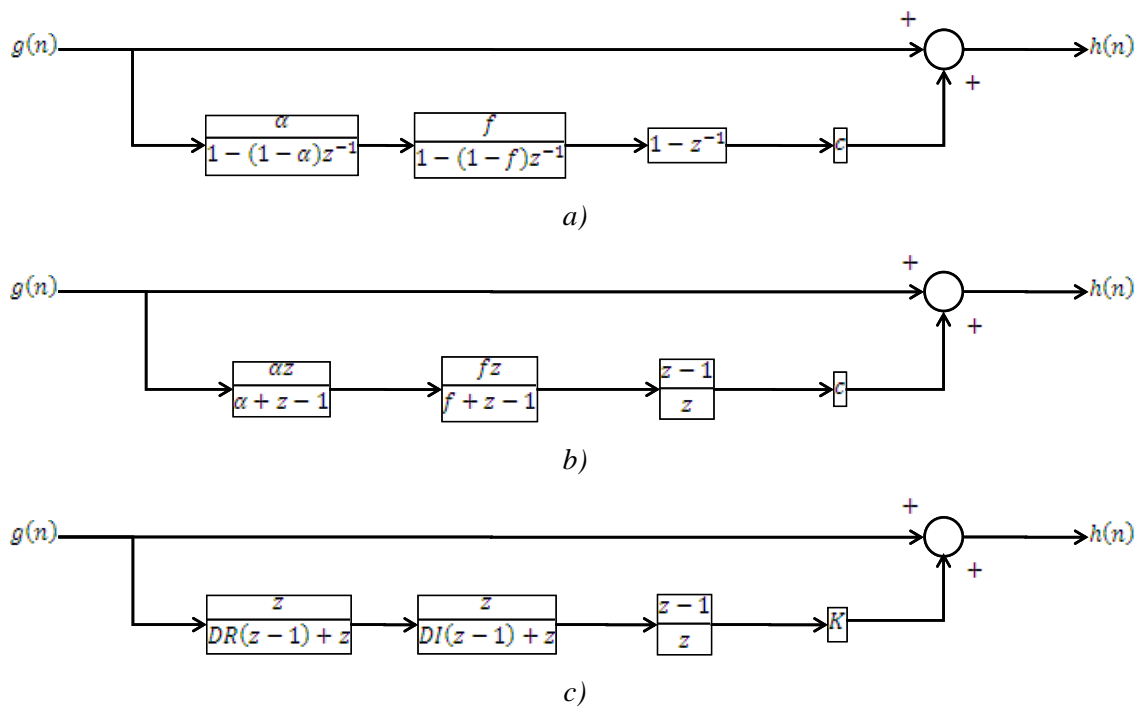 +
g(n) h(n)
+
α f
1 − (1 − α)z⁻¹ 1 − (1 − f)z⁻¹ 1 − z⁻¹ c
a)
+
g(n) h(n)
+
αz fz z − 1
α + z − 1 f + z − 1 z c
b)
+
g(n) h(n)
+
z z z − 1
DR(z − 1) + z DI(z − 1) + z z K
c)